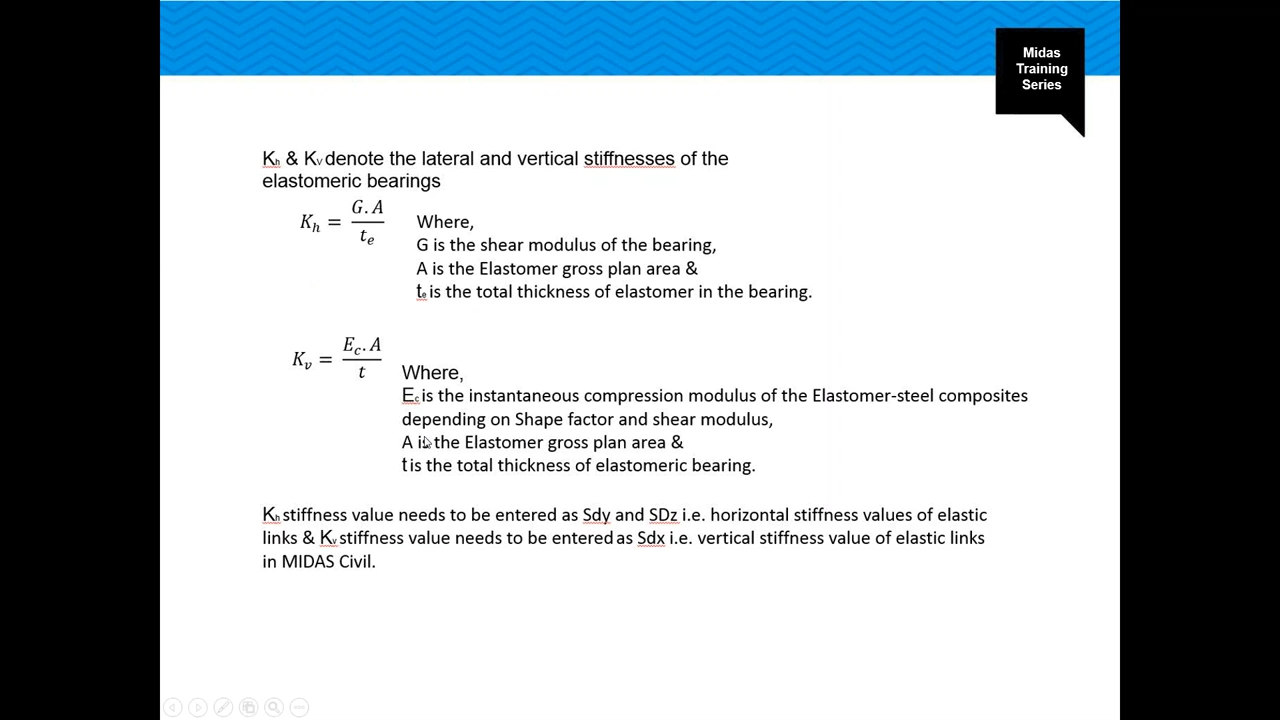 Midas
Training
Series
Kh & Kv denote the lateral and vertical stiffnesses of the
elastomeric bearings
Kh = G.A / te
Where,
G is the shear modulus of the bearing,
A is the Elastomer gross plan area &
te is the total thickness of elastomer in the bearing.
Kv = Ec.A / t
Where,
Ec is the instantaneous compression modulus of the Elastomer-steel composites
depending on Shape factor and shear modulus,
A is the Elastomer gross plan area &
t is the total thickness of elastomeric bearing.
Kh stiffness value needs to be entered as Sdy and SDz i.e. horizontal stiffness values of elastic
links & Kv stiffness value needs to be entered as Sdx i.e. vertical stiffness value of elastic links
in MIDAS Civil.